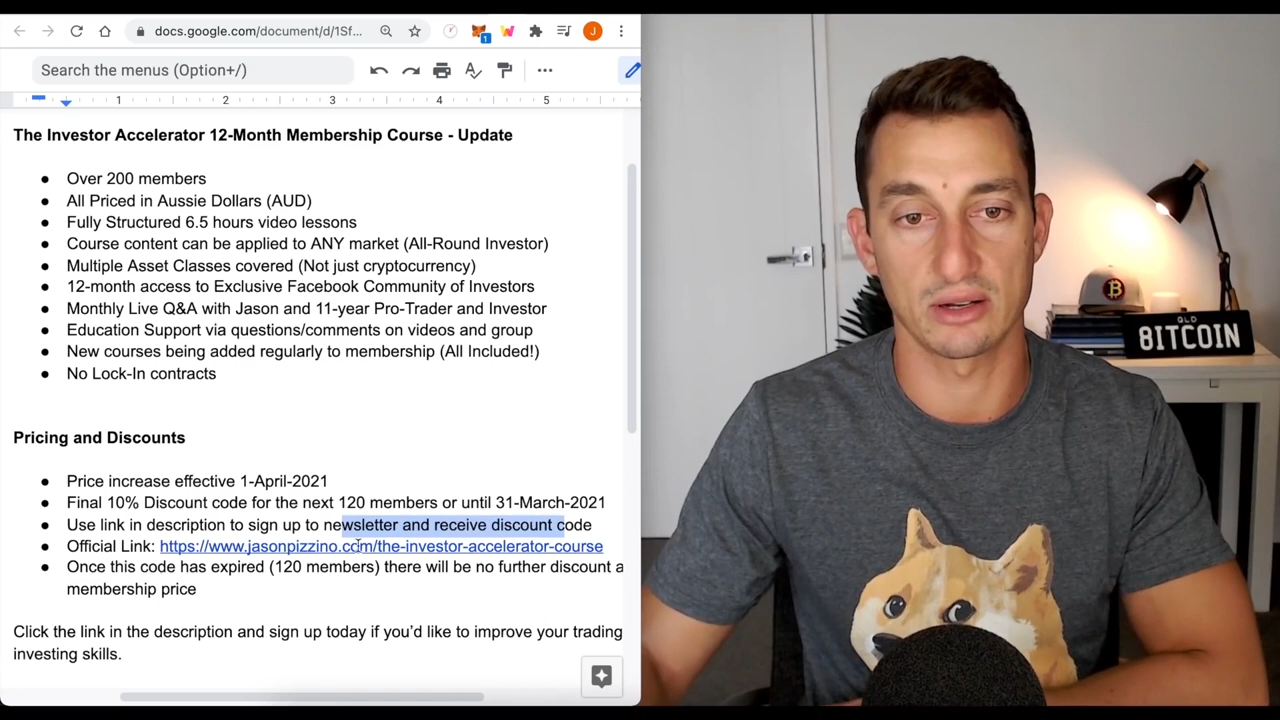 docs.google.com/document/d/1Sf...
1
J
Search the menus (Option+/)
1 2 3 4 5
The Investor Accelerator 12-Month Membership Course - Update
Over 200 members
All Priced in Aussie Dollars (AUD)
Fully Structured 6.5 hours video lessons
Course content can be applied to ANY market (All-Round Investor)
Multiple Asset Classes covered (Not just cryptocurrency)
12-month access to Exclusive Facebook Community of Investors
Monthly Live Q&A with Jason and 11-year Pro-Trader and Investor
Education Support via questions/comments on videos and group
New courses being added regularly to membership (All Included!)
No Lock-In contracts
Pricing and Discounts
Price increase effective 1-April-2021
Final 10% Discount code for the next 120 members or until 31-March-2021
Use link in description to sign up to newsletter and receive discount code
Official Link: https://www.jasonpizzino.com/the-investor-accelerator-course
Once this code has expired (120 members) there will be no further discount a
membership price
Click the link in the description and sign up today if you’d like to improve your trading
investing skills.
QLD
8ITCOIN